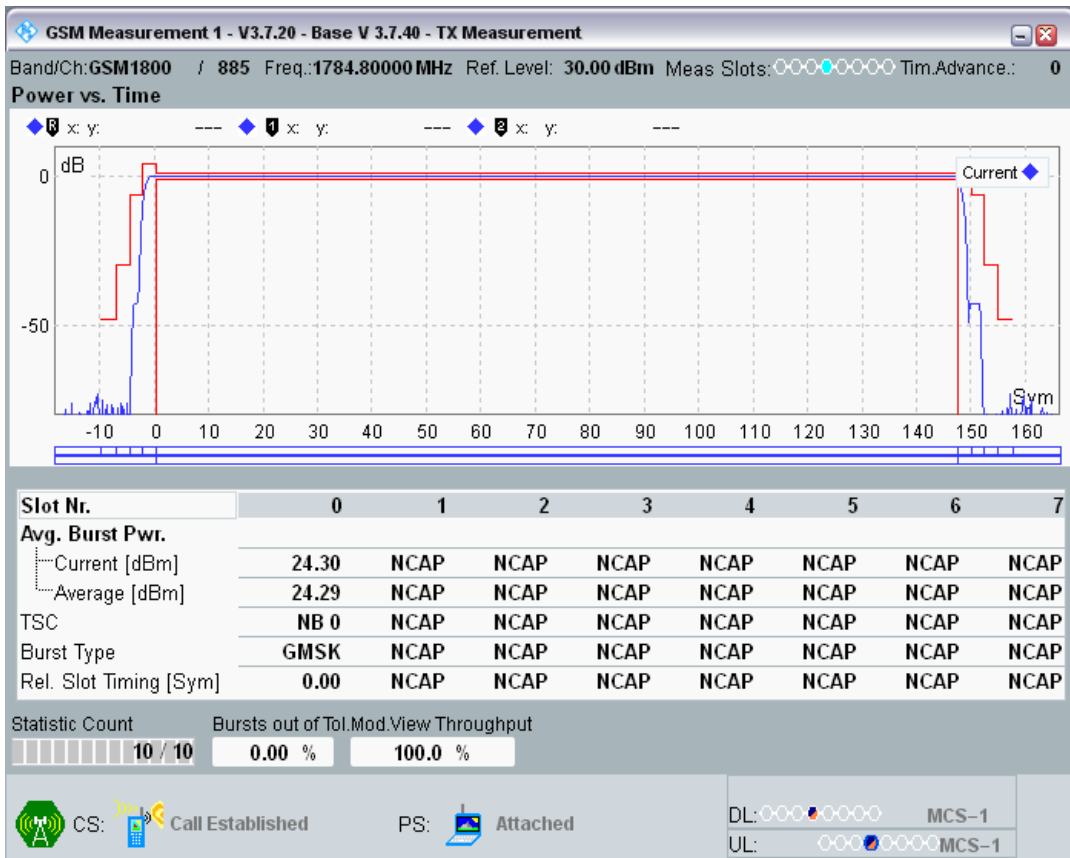 GSM Measurement 1 - V3.7.20 - Base V 3.7.40 - TX Measurement
Band/Ch:GSM1800 / 885 Freq.:1784.80000 MHz Ref. Level: 30.00 dBm Meas Slots: Tim.Advance.: 0
Power vs. Time
R x: y: --- 1 x: y: --- 2 x: y: ---
dB
Current
0
-50
Sym
-10 0 10 20 30 40 50 60 70 80 90 100 110 120 130 140 150 160
Slot Nr. 0 1 2 3 4 5 6 7
Avg. Burst Pwr.
Current [dBm] 24.30 NCAP NCAP NCAP NCAP NCAP NCAP NCAP
Average [dBm] 24.29 NCAP NCAP NCAP NCAP NCAP NCAP NCAP
TSC NB 0 NCAP NCAP NCAP NCAP NCAP NCAP NCAP
Burst Type GMSK NCAP NCAP NCAP NCAP NCAP NCAP NCAP
Rel. Slot Timing [Sym] 0.00 NCAP NCAP NCAP NCAP NCAP NCAP NCAP
Statistic Count Bursts out of Tol.Mod.View Throughput
10 / 10 0.00 % 100.0 %
CS: Call Established PS: Attached
DL: MCS-1
UL: MCS-1